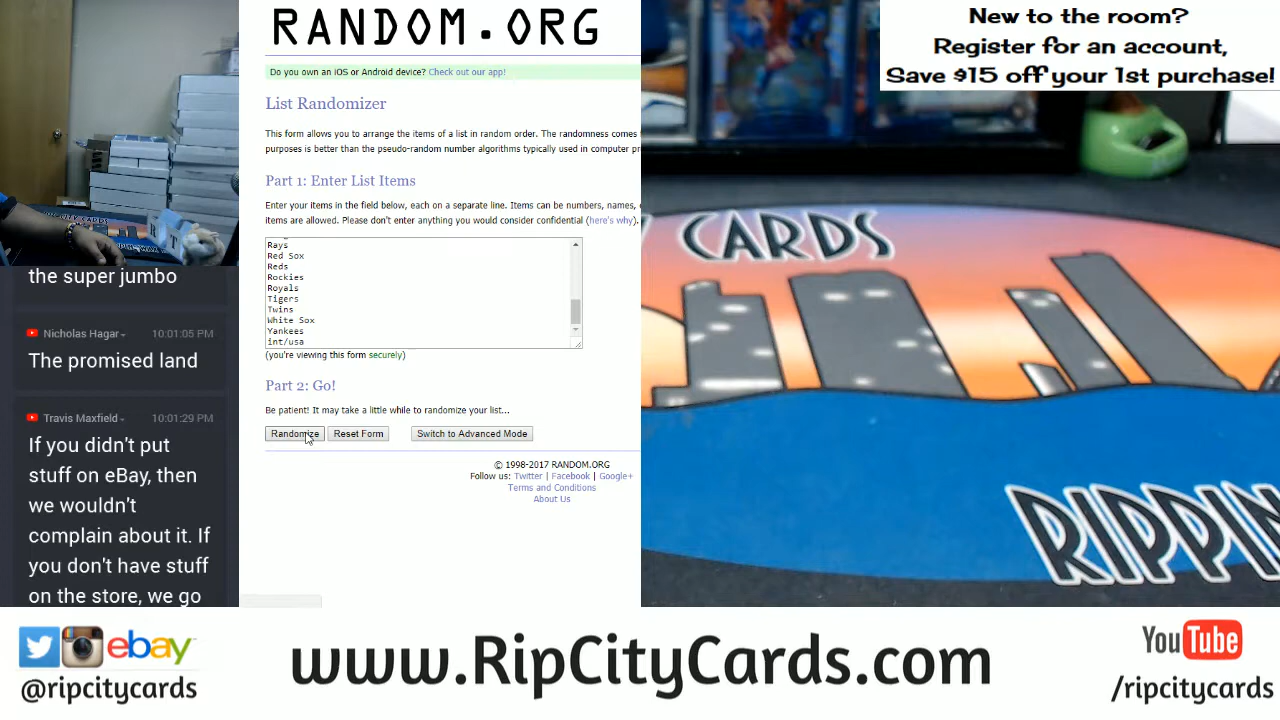 RANDOM.ORG
Do you own an iOS or Android device? Check out our app!
List Randomizer
This form allows you to arrange the items of a list in random order. The randomness comes
purposes is better than the pseudo-random number algorithms typically used in computer
Part 1: Enter List Items
Enter your items in the field below, each on a separate line. Items can be numbers, names,
items are allowed. Please don't enter anything you would consider confidential (here's why).
Rays
Red Sox
Reds
Rockies
Royals
Tigers
Twins
White Sox
Yankees
int/usa
(you're viewing this form securely)
Part 2: Go!
Be patient! It may take a little while to randomize your list...
Randomize Reset Form Switch to Advanced Mode
© 1998-2017 RANDOM.ORG
Follow us: Twitter | Facebook | Google+
Terms and Conditions
About Us
the super jumbo
Nicholas Hagar 10:01:05 PM
The promised land
Travis Maxfield 10:01:29 PM
If you didn't put
stuff on eBay, then
we wouldn't
complain about it. If
you don't have stuff
on the store, we go
New to the room?
Register for an account,
Save $15 off your 1st purchase!
Y CARDS
RIPPIN
ebay
@ripcitycards
www.RipCityCards.com
YouTube
/ripcitycards